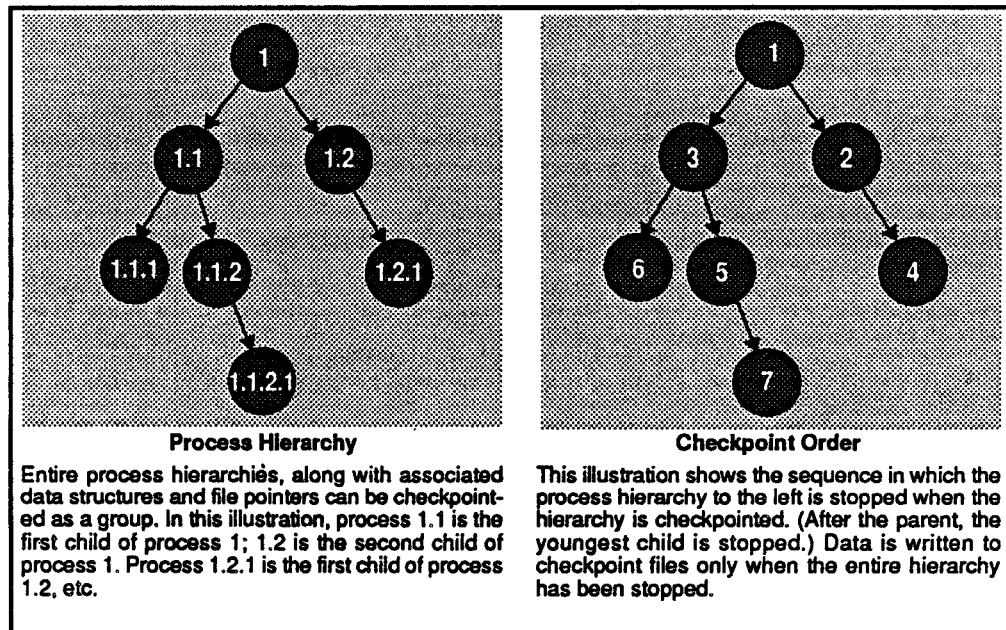 1
1.1
1.2
1.1.1
1.1.2
1.2.1
1.1.2.1
Process Hierarchy
Entire process hierarchies, along with associated
data structures and file pointers can be checkpoint-
ed as a group. In this illustration, process 1.1 is the
first child of process 1; 1.2 is the second child of
process 1. Process 1.2.1 is the first child of process
1.2, etc.
1
3
2
6
5
4
7
Checkpoint Order
This illustration shows the sequence in which the
process hierarchy to the left is stopped when the
hierarchy is checkpointed. (After the parent, the
youngest child is stopped.) Data is written to
checkpoint files only when the entire hierarchy
has been stopped.